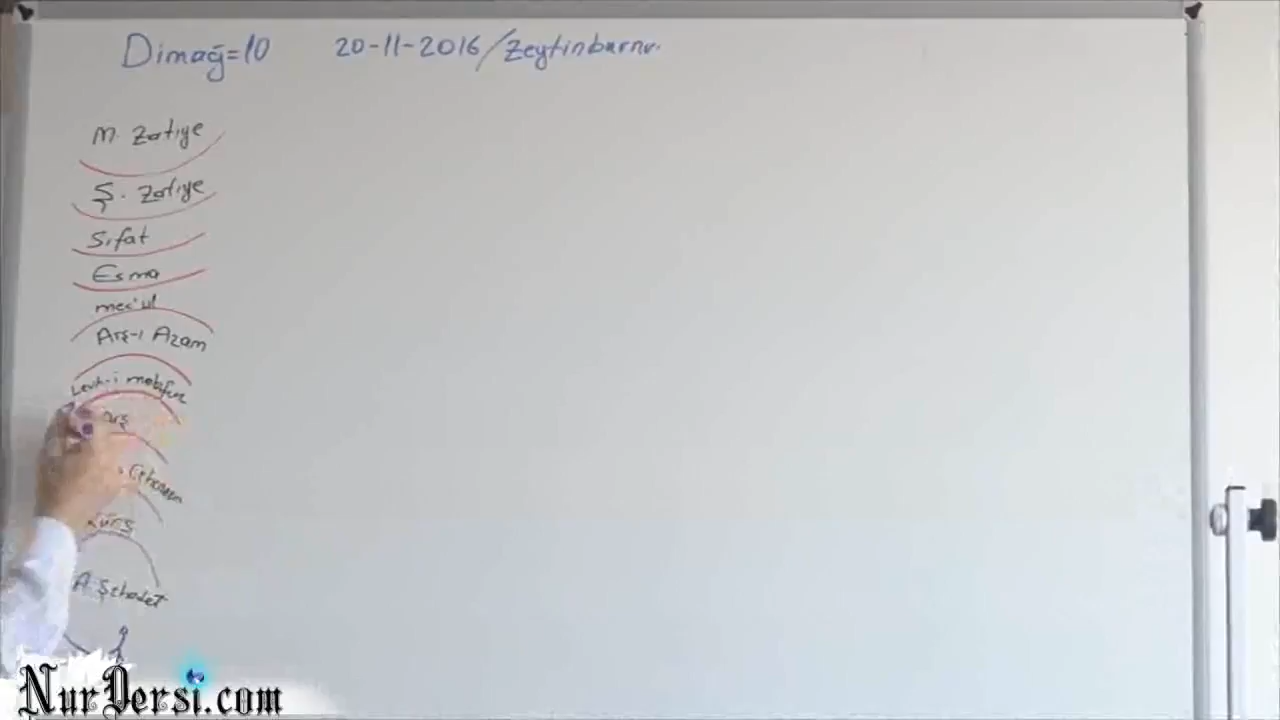 Dimağ=10 20-11-2016/Zeytinburnu.
M. Zatiye
Ş. Zatiye
Sıfat
Esma
mec'ul
Arş-ı Azam
Levh-i mahfuz
Kürs
A. Şehadet
NurDersi.com